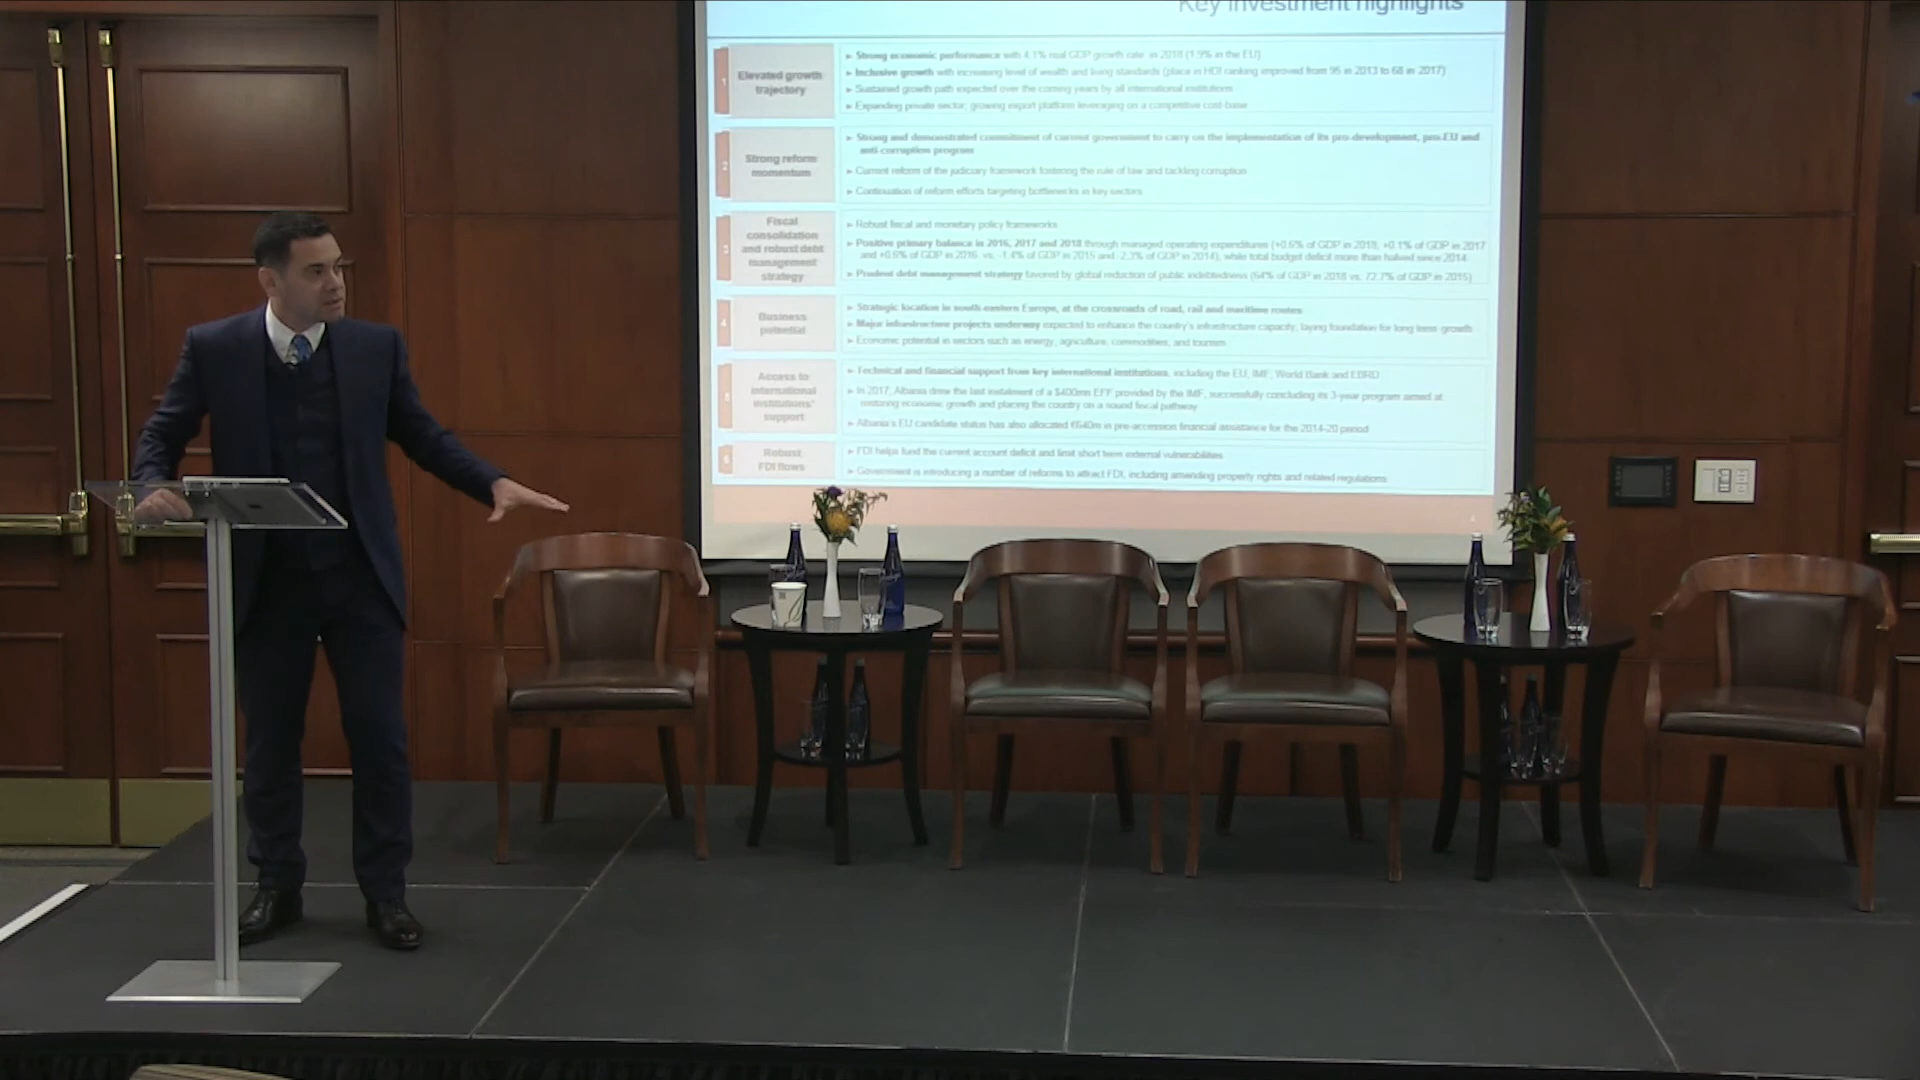 Key investment highlights
1
Elevated growth
trajectory
Strong economic performance with 4.1% real GDP growth rate in 2018 (1.9% in the EU)
Inclusive growth with increasing level of wealth and living standards (place in HDI ranking improved from 95 in 2013 to 68 in 2017)
Sustained growth path expected over the coming years by all international institutions
Expanding private sector; growing export platform leveraging on a competitive cost-base
2
Strong reform
momentum
Strong and demonstrated commitment of current government to carry on the implementation of its pro-development, pro-EU and
anti-corruption program
Current reform of the judiciary framework fostering the rule of law and tackling corruption
Continuation of reform efforts targeting bottlenecks in key sectors
3
Fiscal
consolidation
and robust debt
management
strategy
Robust fiscal and monetary policy frameworks
Positive primary balance in 2016, 2017 and 2018 through managed operating expenditures (+0.6% of GDP in 2018, +0.1% of GDP in 2017
and +0.6% of GDP in 2016 vs. -1.4% of GDP in 2015 and -2.3% of GDP in 2014), while total budget deficit more than halved since 2014
Prudent debt management strategy favored by global reduction of public indebtedness (64% of GDP in 2018 vs. 72.7% of GDP in 2015)
4
Business
potential
Strategic location in south-eastern Europe, at the crossroads of road, rail and maritime routes
Major infrastructure projects underway expected to enhance the country's infrastructure capacity, laying foundation for long term growth
Economic potential in sectors such as energy, agriculture, commodities, and tourism
5
Access to
international
institutions'
support
Technical and financial support from key international institutions, including the EU, IMF, World Bank and EBRD
In 2017, Albania drew the last instalment of a $400mn EFF provided by the IMF, successfully concluding its 3-year program aimed at
restoring economic growth and placing the country on a sound fiscal pathway
Albania's EU candidate status has also allocated €640m in pre-accession financial assistance for the 2014-20 period
6
Robust
FDI flows
FDI helps fund the current account deficit and limit short term external vulnerabilities
Government is introducing a number of reforms to attract FDI, including amending property rights and related regulations
4